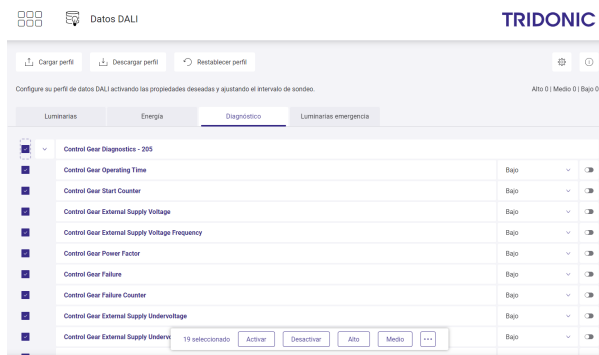 Datos DALI
TRIDONIC
Cargar perfil
Descargar perfil
Restablecer perfil
Configure su perfil de datos DALI activando las propiedades deseadas y ajustando el intervalo de sondeo.
Alto 0 | Medio 0 | Bajo 0
Luminarias
Energía
Diagnóstico
Luminarias emergencia
Control Gear Diagnostics - 205
Control Gear Operating Time
Bajo
Control Gear Start Counter
Bajo
Control Gear External Supply Voltage
Bajo
Control Gear External Supply Voltage Frequency
Bajo
Control Gear Power Factor
Bajo
Control Gear Failure
Bajo
Control Gear Failure Counter
Bajo
Control Gear External Supply Undervoltage
Bajo
Control Gear External Supply
Bajo
19 seleccionado
Activar
Desactivar
Alto
Medio